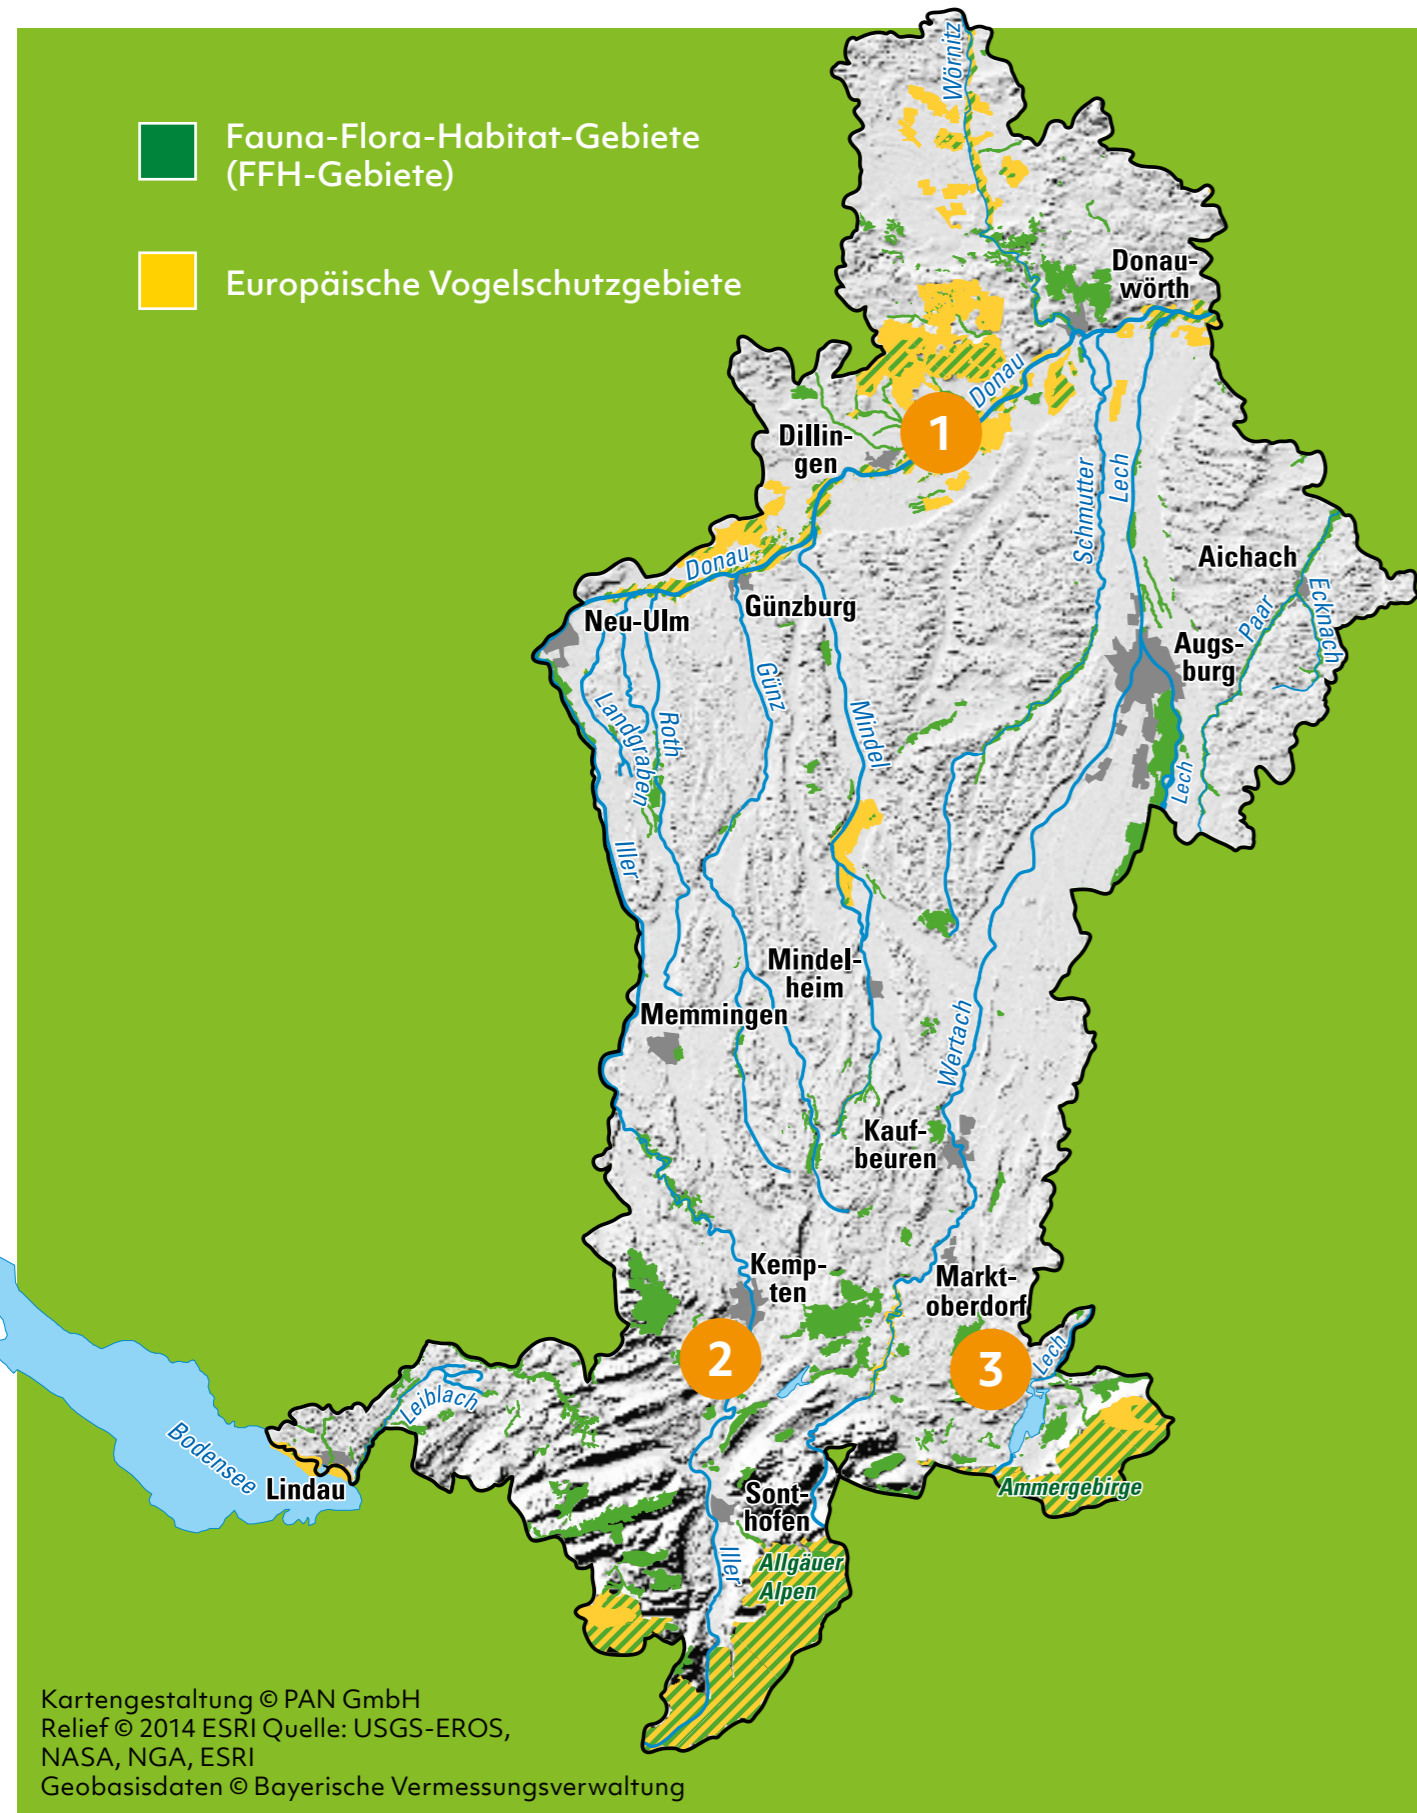 Fauna-Flora-Habitat-Gebiete
(FFH-Gebiete)
Europäische Vogelschutzgebiete
Wörnitz
Donau-
wörth
Donau
1
Dillin-
gen
Schmutter
Lech
Donau
Aichach
Günzburg
Neu-Ulm
Paar
Ecknach
Augs-
burg
Günz
Landgraben
Roth
Mindel
Lech
Iller
Mindel-
heim
Memmingen
Wertach
Kauf-
beuren
Kemp-
ten
Markt-
oberdorf
2
3
Lech
Leiblach
Bodensee
Lindau
Ammergebirge
Sont-
hofen
Iller
Allgäuer
Alpen
Kartengestaltung © PAN GmbH
Relief © 2014 ESRI Quelle: USGS-EROS,
NASA, NGA, ESRI
Geobasisdaten © Bayerische Vermessungsverwaltung